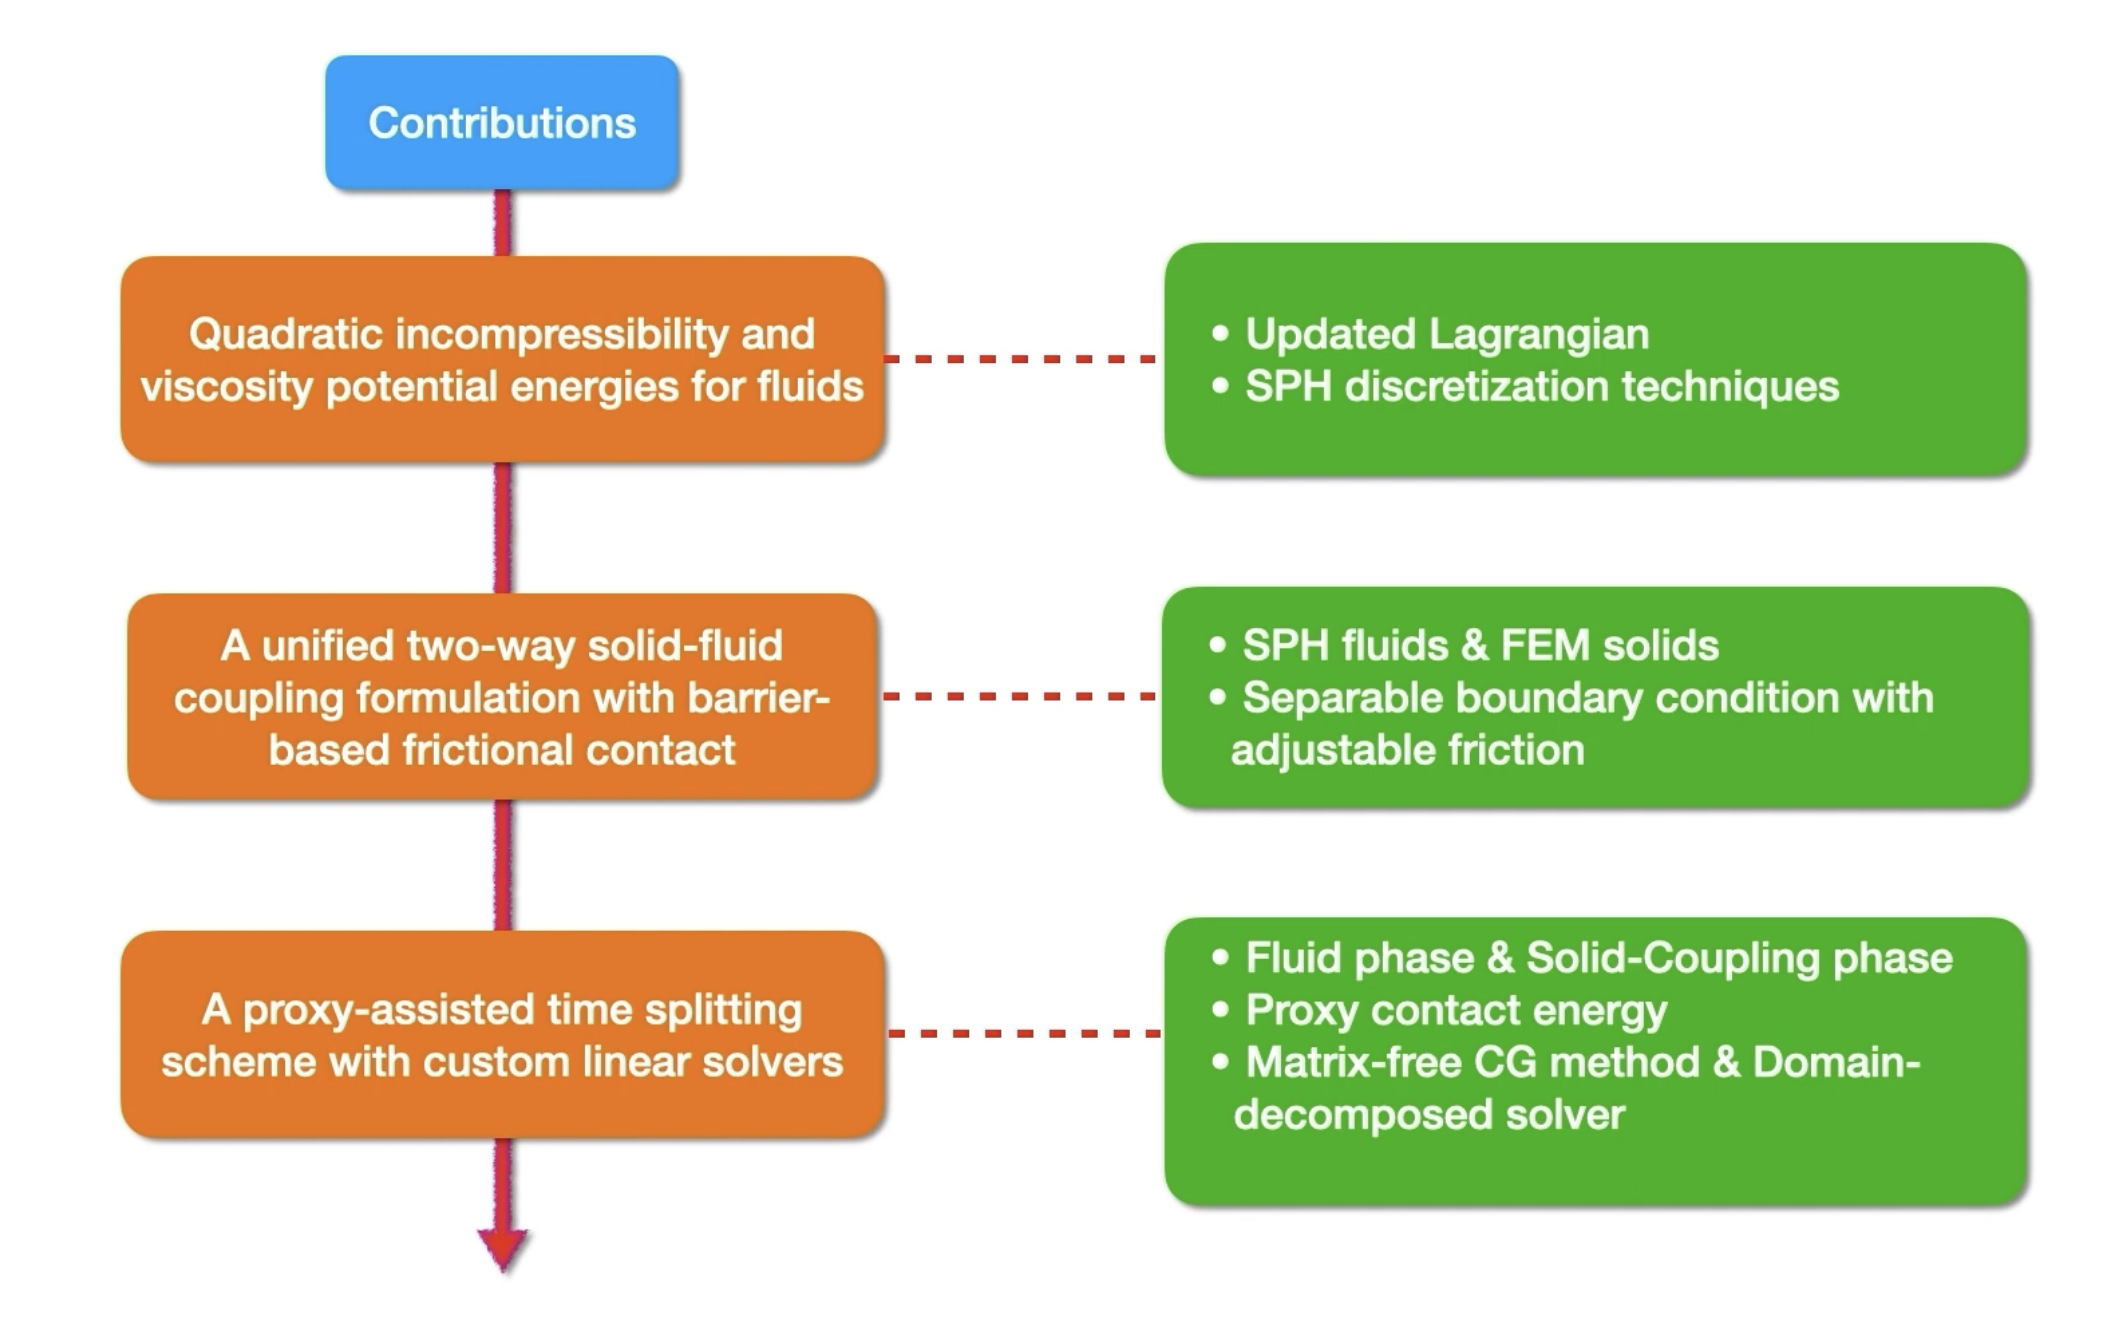 Contributions
Quadratic incompressibility and
viscosity potential energies for fluids
• Updated Lagrangian
• SPH discretization techniques
A unified two-way solid-fluid
coupling formulation with barrier-
based frictional contact
• SPH fluids & FEM solids
• Separable boundary condition with
adjustable friction
A proxy-assisted time splitting
scheme with custom linear solvers
• Fluid phase & Solid-Coupling phase
• Proxy contact energy
• Matrix-free CG method & Domain-
decomposed solver